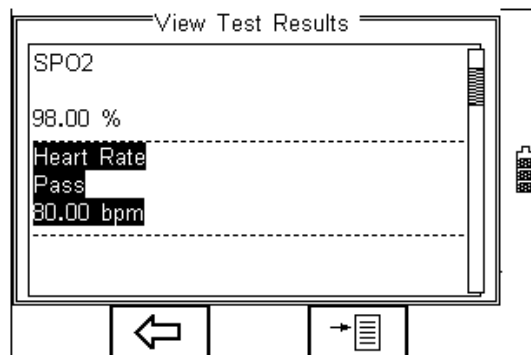 View Test Results
SPO2
98.00 %
Heart Rate
Pass
80.00 bpm